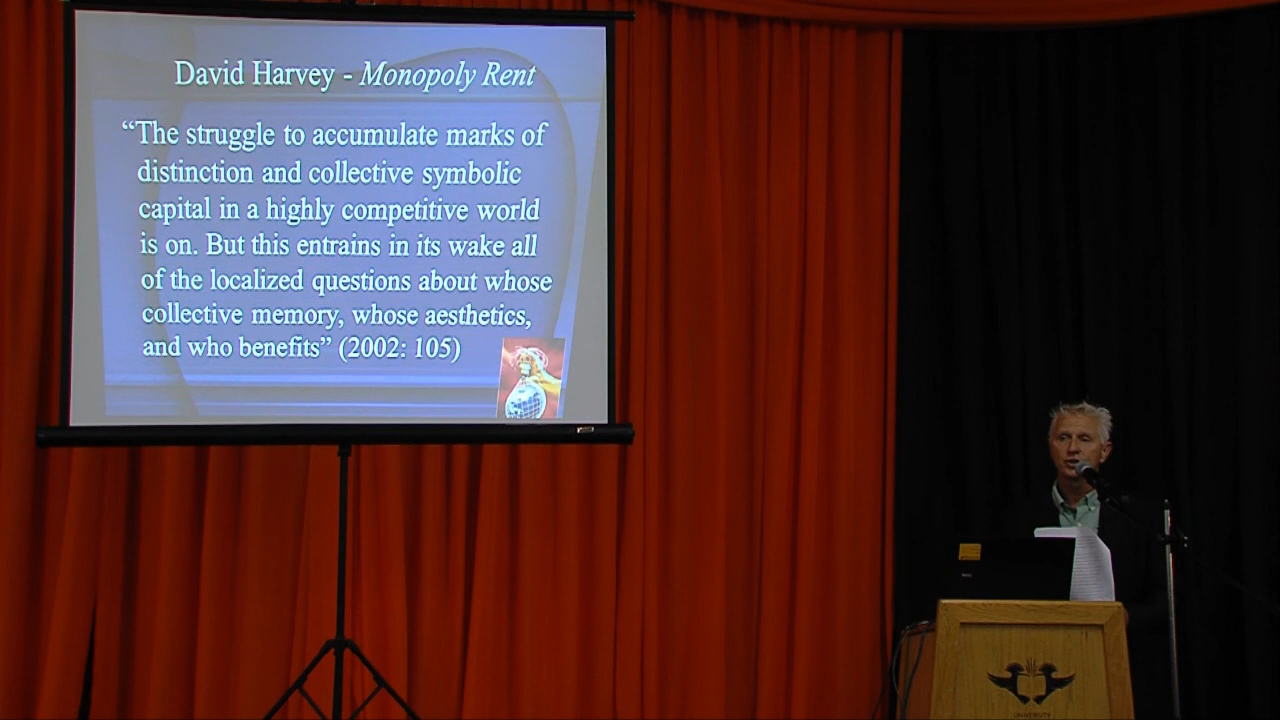 David Harvey - Monopoly Rent
“The struggle to accumulate marks of
distinction and collective symbolic
capital in a highly competitive world
is on. But this entrains in its wake all
of the localized questions about whose
collective memory, whose aesthetics,
and who benefits” (2002: 105)
UNIVERSITY